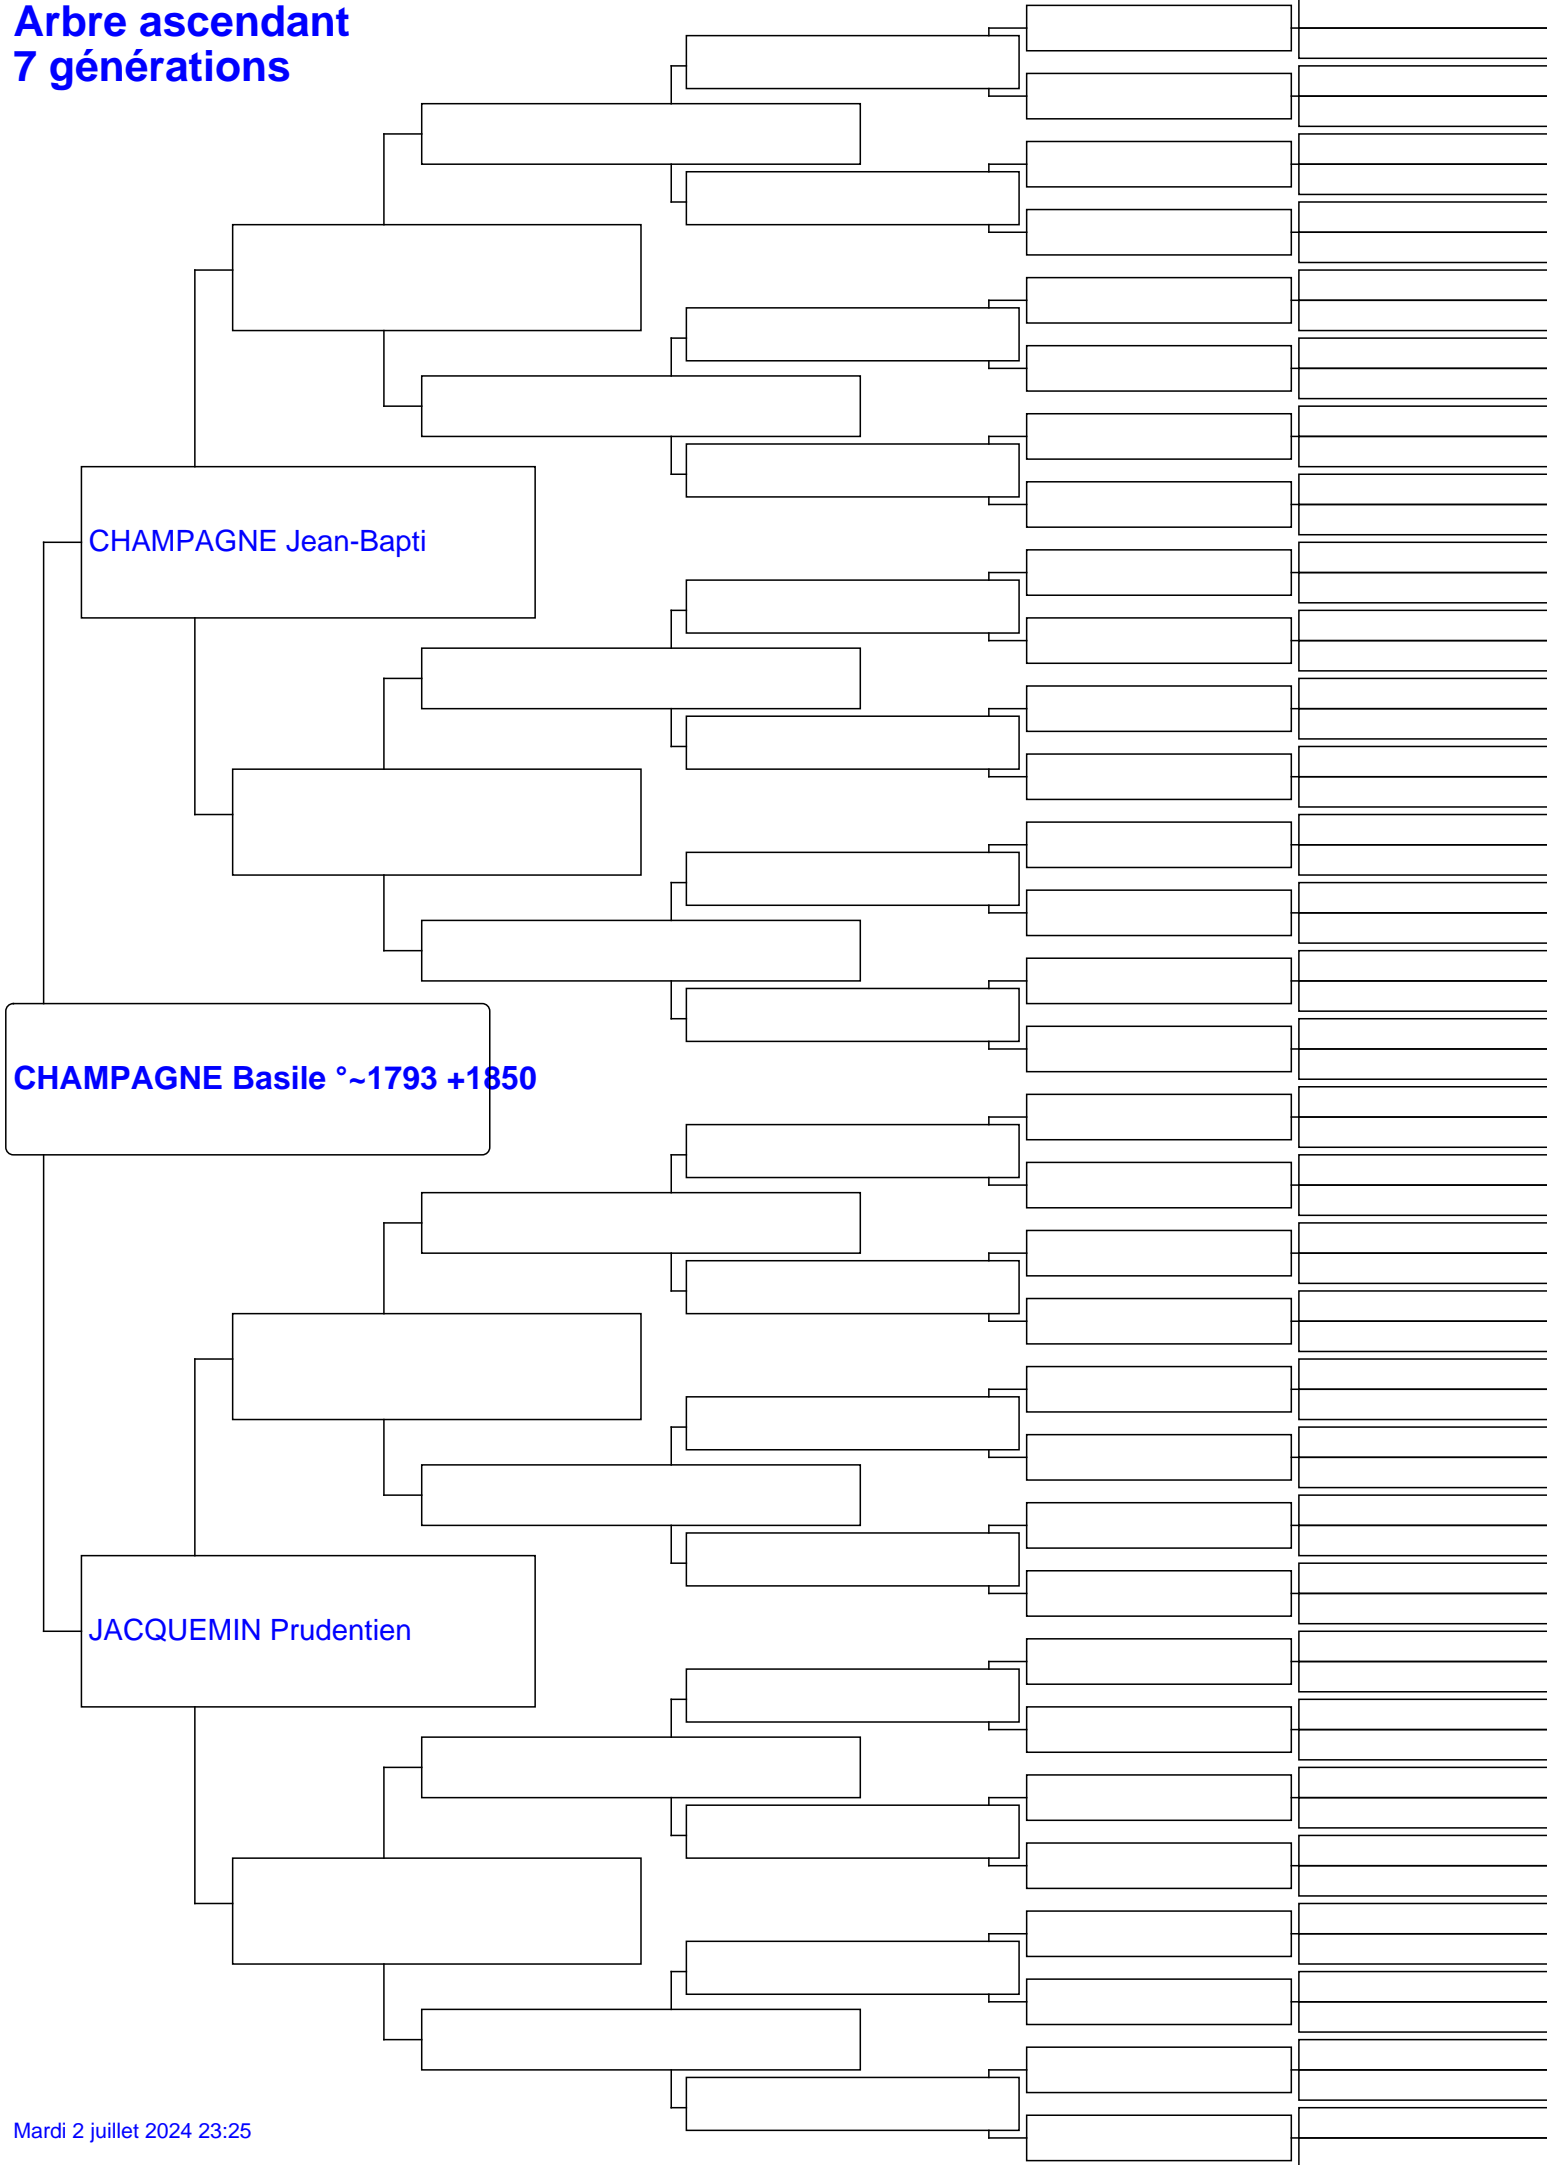 Arbre ascendant
7 générations
CHAMPAGNE Jean-Bapti
CHAMPAGNE Basile °~1793 +1850
JACQUEMIN Prudentien
Mardi 2 juillet 2024 23:25